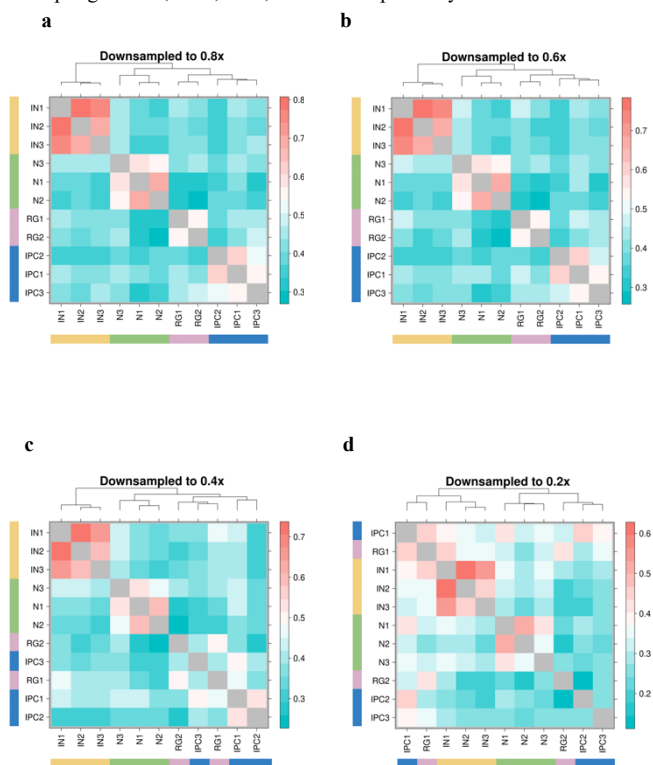 a
b
Downsampled to 0.8x
Downsampled to 0.6x
IN1
IN2
IN3
N3
N1
N2
RG1
RG2
IPC2
IPC1
IPC3
IN1 IN2 IN3 N3 N1 N2 RG1 RG2 IPC2 IPC1 IPC3
0.8
0.7
0.6
0.5
0.4
0.3
IN1
IN2
IN3
N3
N1
N2
RG1
RG2
IPC2
IPC1
IPC3
IN1 IN2 IN3 N3 N1 N2 RG1 RG2 IPC2 IPC1 IPC3
0.7
0.6
0.5
0.4
0.3
c
d
Downsampled to 0.4x
Downsampled to 0.2x
IN1
IN2
IN3
N3
N1
N2
RG2
IPC3
RG1
IPC1
IPC2
IN1 IN2 IN3 N3 N1 N2 RG2 IPC3 RG1 IPC1 IPC2
0.7
0.6
0.5
0.4
0.3
IPC1
RG1
IN1
IN2
IN3
N1
N2
N3
RG2
IPC2
IPC3
IPC1 RG1 IN1 IN2 IN3 N1 N2 N3 RG2 IPC2 IPC3
0.6
0.5
0.4
0.3
0.2